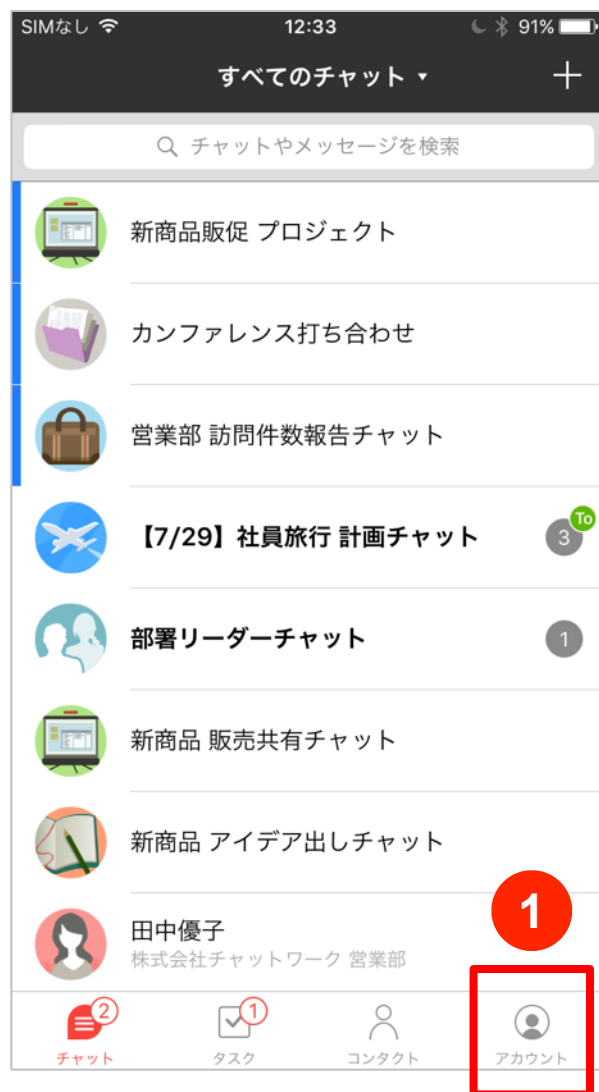 SIMなし 12:33 91%
すべてのチャット ▾ +
チャットやメッセージを検索
新商品販促 プロジェクト
カンファレンス打ち合わせ
営業部 訪問件数報告チャット
【7/29】社員旅行 計画チャット 3 To
部署リーダーチャット 1
新商品 販売共有チャット
新商品 アイデア出しチャット
田中優子
株式会社チャットワーク 営業部
1
2 1
チャット タスク コンタクト アカウント